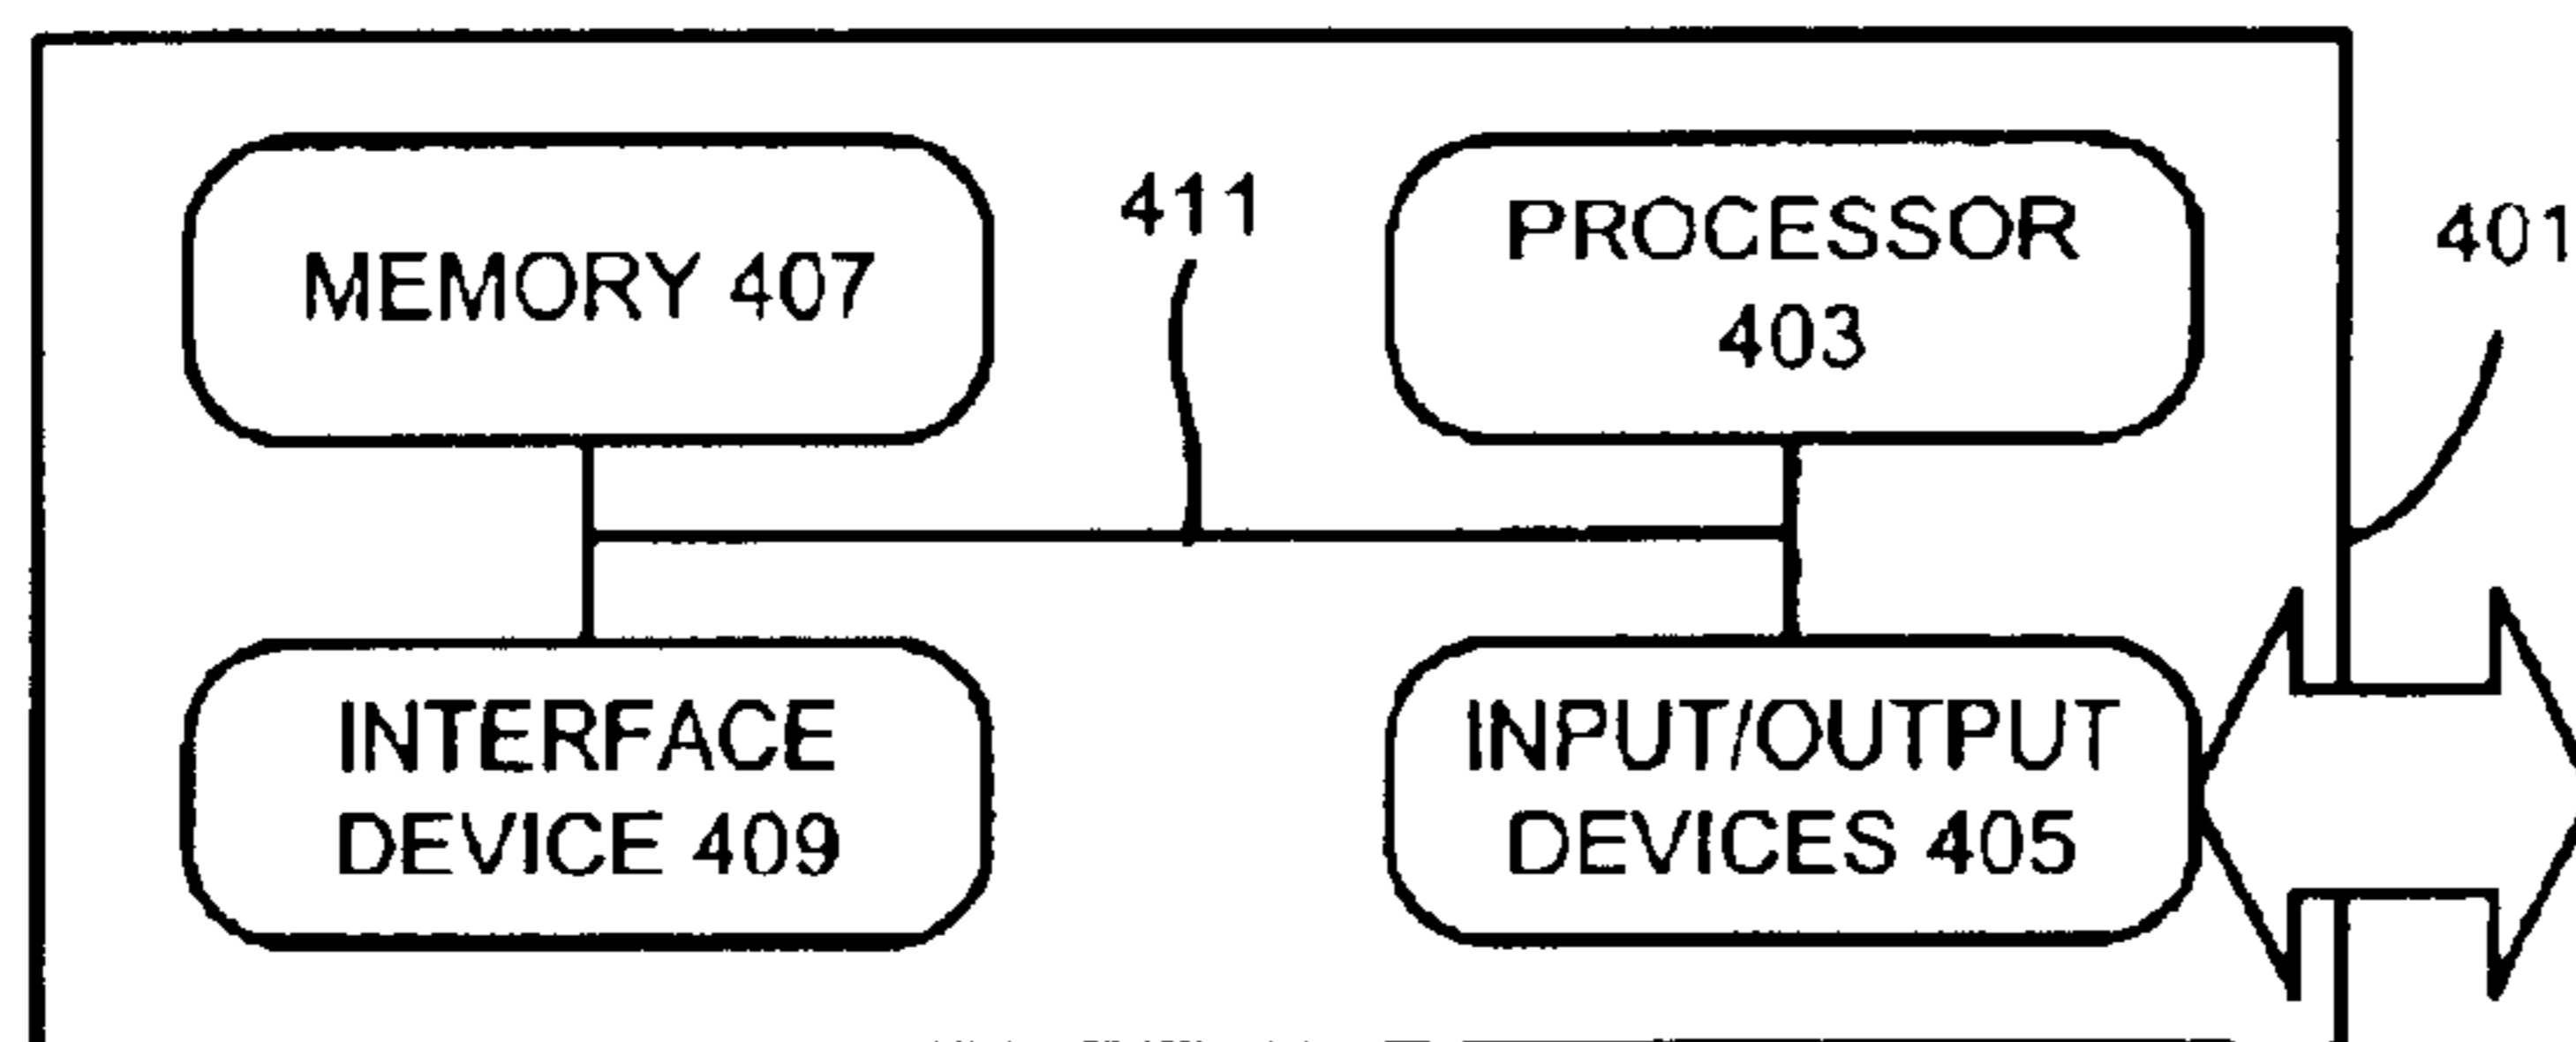 411
401
MEMORY 407
PROCESSOR
403
INTERFACE
DEVICE 409
INPUT/OUTPUT
DEVICES 405